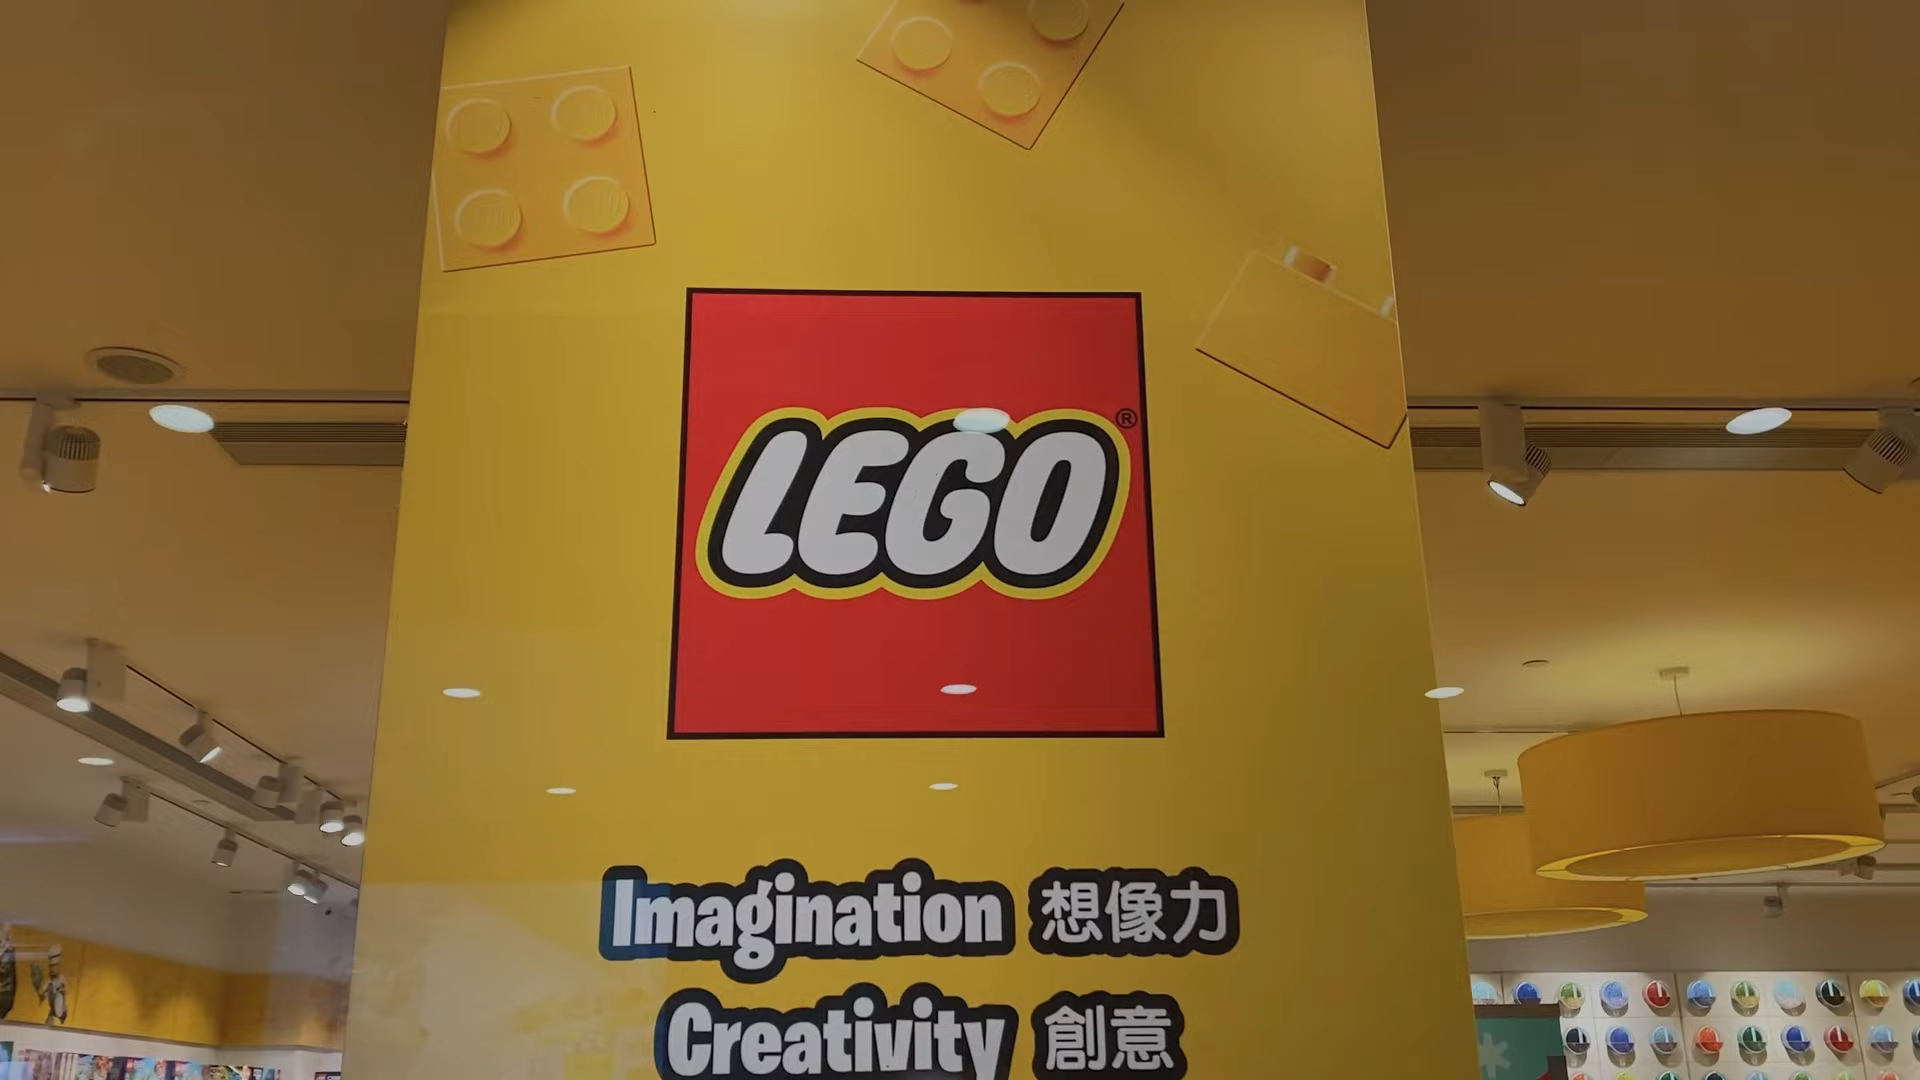 LEGO®
Imagination 想像力
Creativity 創意